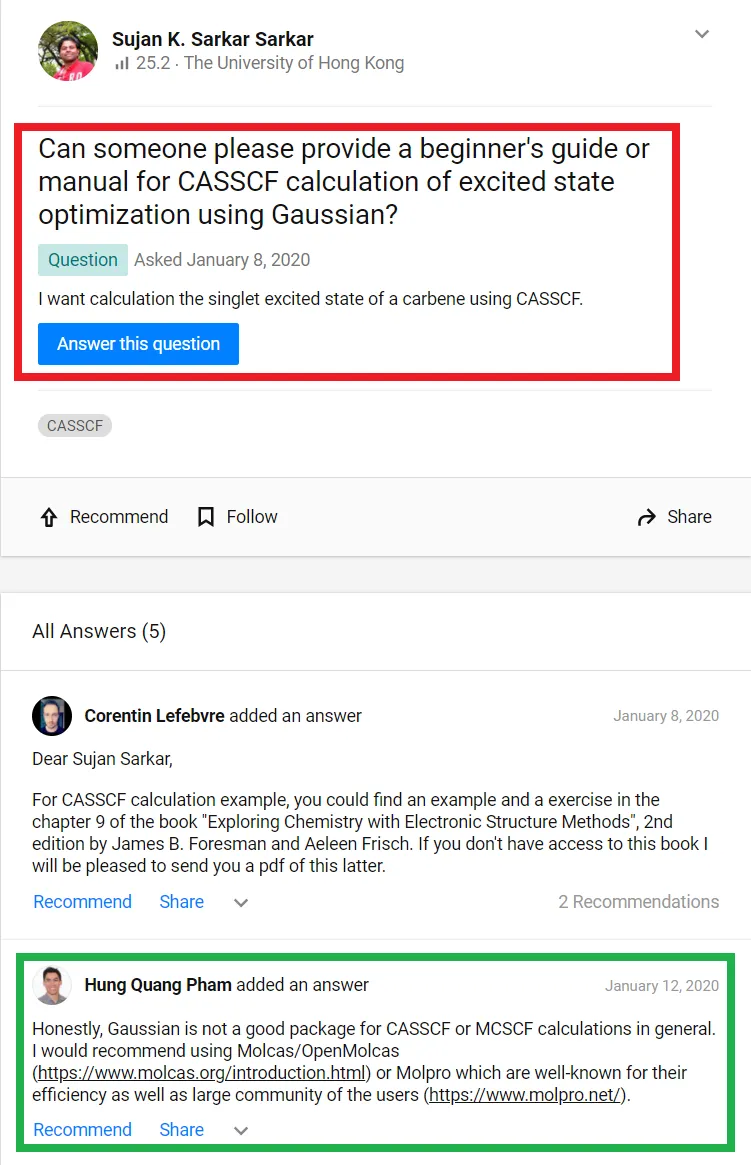 Sujan K. Sarkar Sarkar
25.2 · The University of Hong Kong
Can someone please provide a beginner's guide or
manual for CASSCF calculation of excited state
optimization using Gaussian?
Question Asked January 8, 2020
I want calculation the singlet excited state of a carbene using CASSCF.
Answer this question
CASSCF
Recommend Follow Share
All Answers (5)
Corentin Lefebvre added an answer January 8, 2020
Dear Sujan Sarkar,
For CASSCF calculation example, you could find an example and a exercise in the
chapter 9 of the book "Exploring Chemistry with Electronic Structure Methods", 2nd
edition by James B. Foresman and Aeleen Frisch. If you don't have access to this book I
will be pleased to send you a pdf of this latter.
Recommend Share 2 Recommendations
Hung Quang Pham added an answer January 12, 2020
Honestly, Gaussian is not a good package for CASSCF or MCSCF calculations in general.
I would recommend using Molcas/OpenMolcas
(https://www.molcas.org/introduction.html) or Molpro which are well-known for their
efficiency as well as large community of the users (https://www.molpro.net/).
Recommend Share